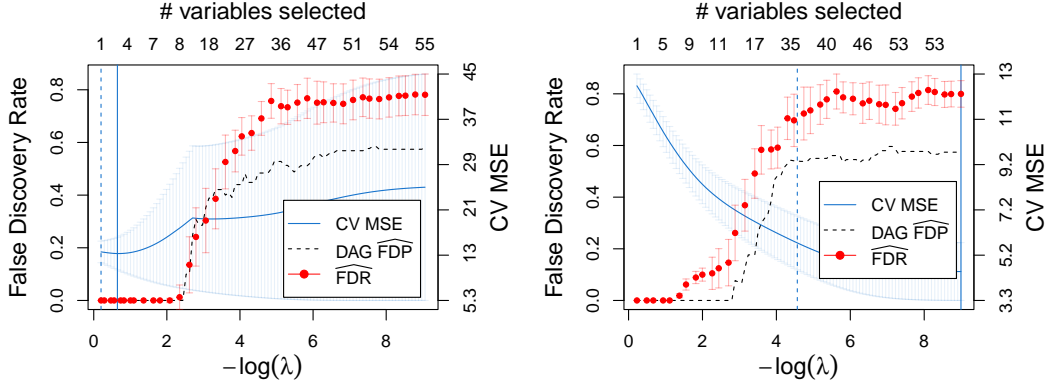 # variables selected
1 4 7 8 18 27 36 47 51 54 55
False Discovery Rate
0.8
0.6
0.4
0.2
0.0
CV MSE
45
37
29
21
13
5.3
CV MSE
DAG \widehat{FDP}
\widehat{FDR}
0 2 4 6 8
−log(λ)
# variables selected
1 5 9 11 17 35 40 46 53 53
False Discovery Rate
0.8
0.6
0.4
0.2
0.0
CV MSE
13
11
9.2
7.2
5.2
3.3
CV MSE
DAG \widehat{FDP}
\widehat{FDR}
0 2 4 6 8
−log(λ)